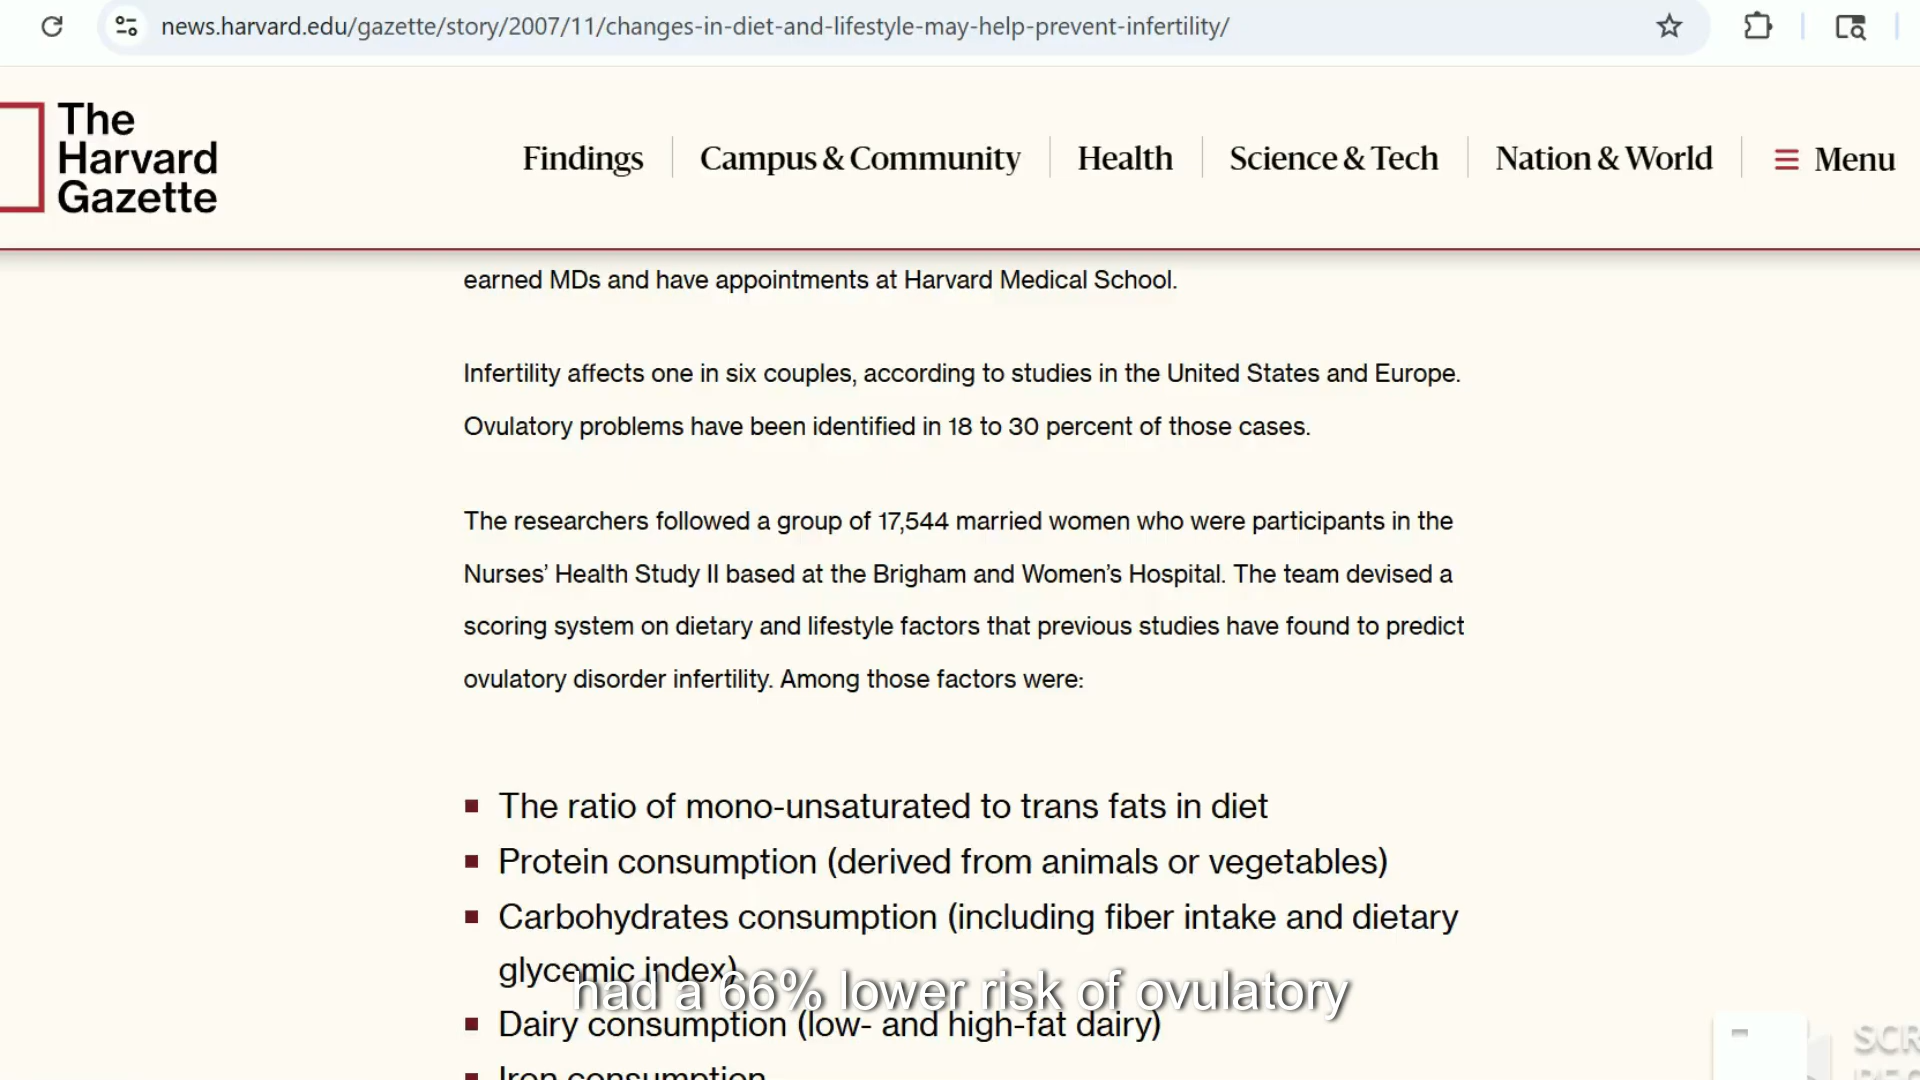 news.harvard.edu/gazette/story/2007/11/changes-in-diet-and-lifestyle-may-help-prevent-infertility/
The
Harvard
Gazette
Findings
Campus & Community
Health
Science & Tech
Nation & World
Menu
earned MDs and have appointments at Harvard Medical School.
Infertility affects one in six couples, according to studies in the United States and Europe.
Ovulatory problems have been identified in 18 to 30 percent of those cases.
The researchers followed a group of 17,544 married women who were participants in the
Nurses’ Health Study II based at the Brigham and Women’s Hospital. The team devised a
scoring system on dietary and lifestyle factors that previous studies have found to predict
ovulatory disorder infertility. Among those factors were:
The ratio of mono-unsaturated to trans fats in diet
Protein consumption (derived from animals or vegetables)
Carbohydrates consumption (including fiber intake and dietary
glycemic index)
had a 66% lower risk of ovulatory
Dairy consumption (low- and high-fat dairy)
Iron consumption
SCR